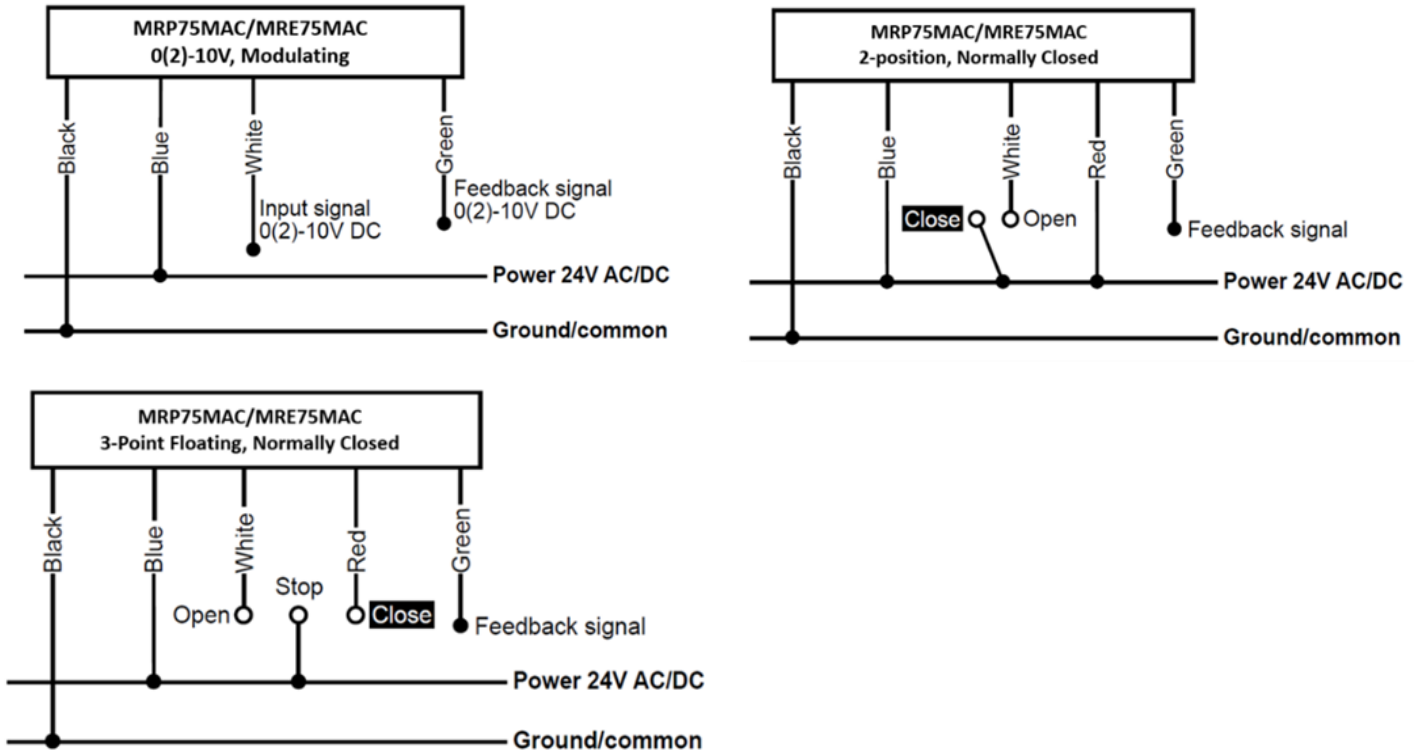 MRP75MAC/MRE75MAC
0(2)-10V, Modulating
Black
Blue
White
Green
Input signal
0(2)-10V DC
Feedback signal
0(2)-10V DC
Power 24V AC/DC
Ground/common
MRP75MAC/MRE75MAC
2-position, Normally Closed
Black
Blue
White
Red
Green
Close
Open
Feedback signal
Power 24V AC/DC
Ground/common
MRP75MAC/MRE75MAC
3-Point Floating, Normally Closed
Black
Blue
White
Red
Green
Stop
Open
Close
Feedback signal
Power 24V AC/DC
Ground/common